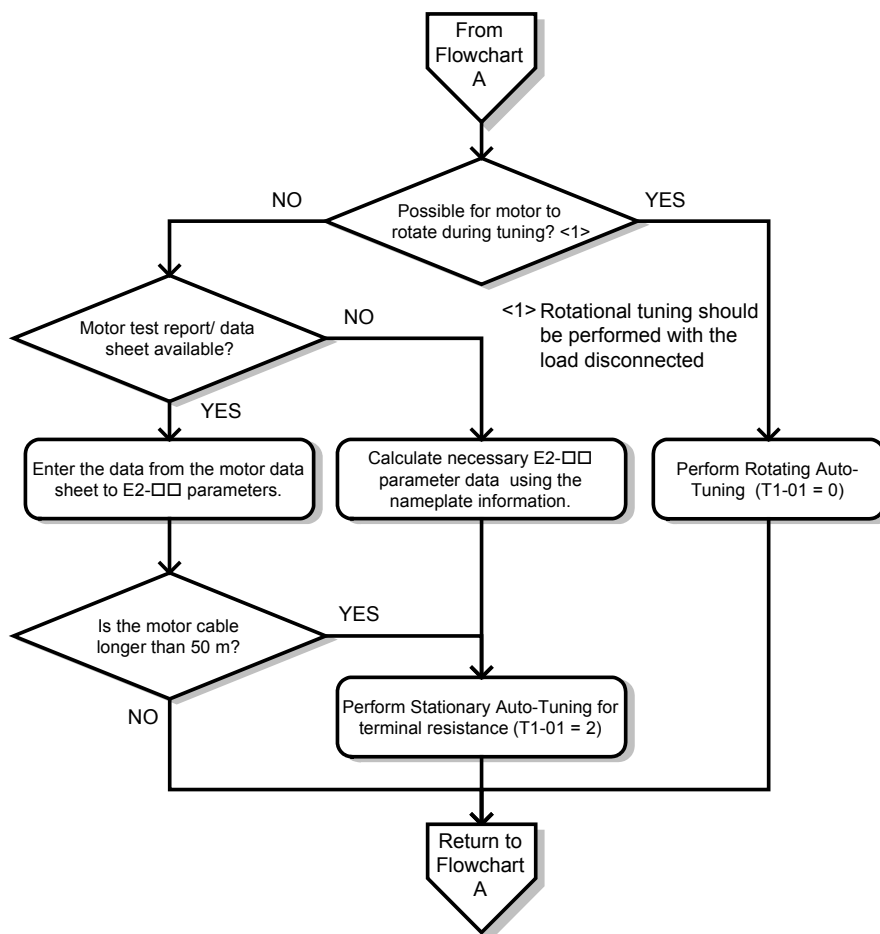 From
Flowchart
A
NO
YES
Possible for motor to
rotate during tuning? <1>
<1> Rotational tuning should
be performed with the
load disconnected
Motor test report/ data
sheet available?
NO
YES
Enter the data from the motor data
sheet to E2-□□ parameters.
Calculate necessary E2-□□
parameter data using the
nameplate information.
Perform Rotating Auto-
Tuning (T1-01 = 0)
Is the motor cable
longer than 50 m?
YES
NO
Perform Stationary Auto-Tuning for
terminal resistance (T1-01 = 2)
Return to
Flowchart
A